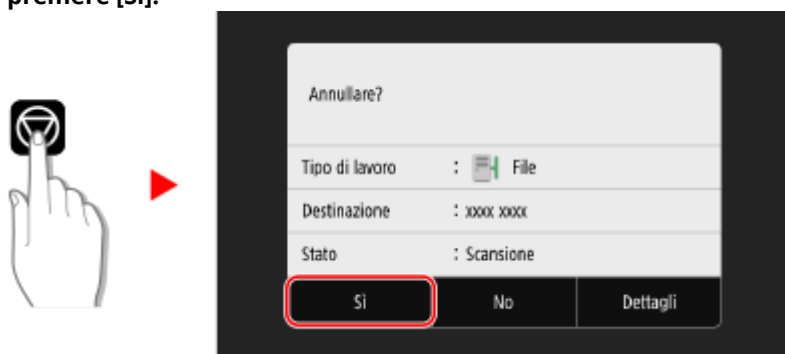 premere [Sì].
Annullare?
Tipo di lavoro : File
Destinazione : xxxx xxxx
Stato : Scansione
Sì No Dettagli